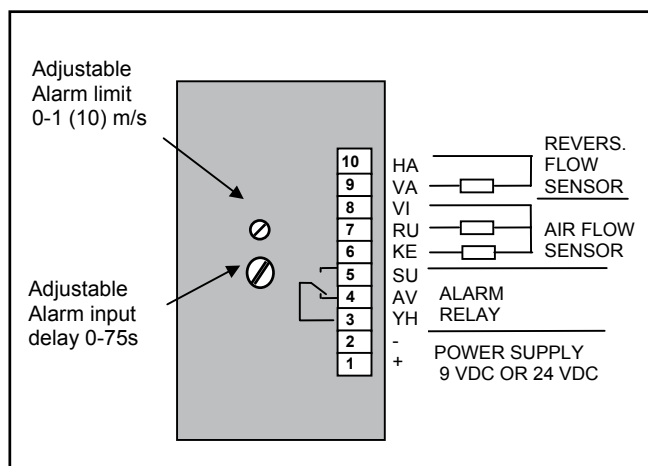 Adjustable
Alarm limit
0-1 (10) m/s
Adjustable
Alarm input
delay 0-75s
10 HA
9 VA
8 VI
7 RU
6 KE
5 SU
4 AV
3 YH
2 -
1 +
REVERS.
FLOW
SENSOR
AIR FLOW
SENSOR
ALARM
RELAY
POWER SUPPLY
9 VDC OR 24 VDC